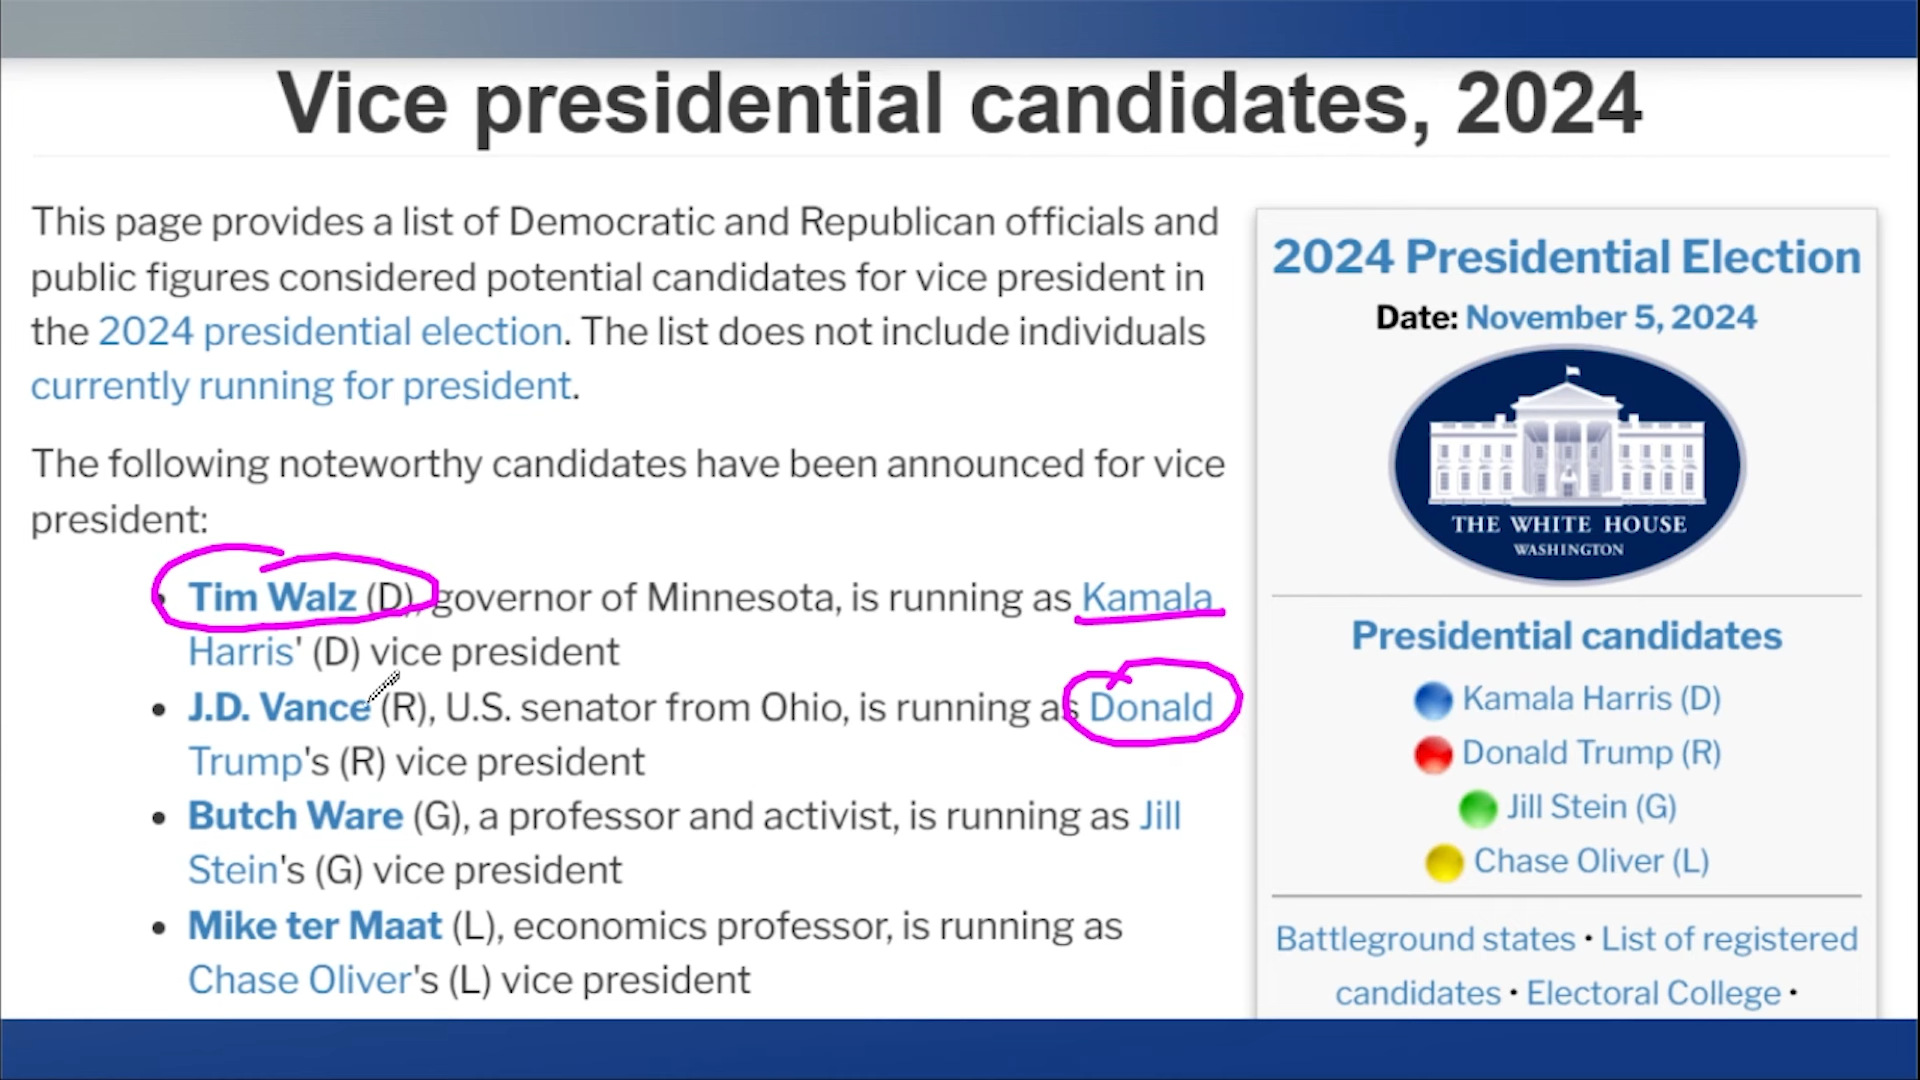 Vice presidential candidates, 2024
This page provides a list of Democratic and Republican officials and
public figures considered potential candidates for vice president in
the 2024 presidential election. The list does not include individuals
currently running for president.
The following noteworthy candidates have been announced for vice
president:
• Tim Walz (D), governor of Minnesota, is running as Kamala
Harris' (D) vice president
• J.D. Vance (R), U.S. senator from Ohio, is running as Donald
Trump's (R) vice president
• Butch Ware (G), a professor and activist, is running as Jill
Stein's (G) vice president
• Mike ter Maat (L), economics professor, is running as
Chase Oliver's (L) vice president
2024 Presidential Election
Date: November 5, 2024
THE WHITE HOUSE
WASHINGTON
Presidential candidates
Kamala Harris (D)
Donald Trump (R)
Jill Stein (G)
Chase Oliver (L)
Battleground states • List of registered
candidates • Electoral College •